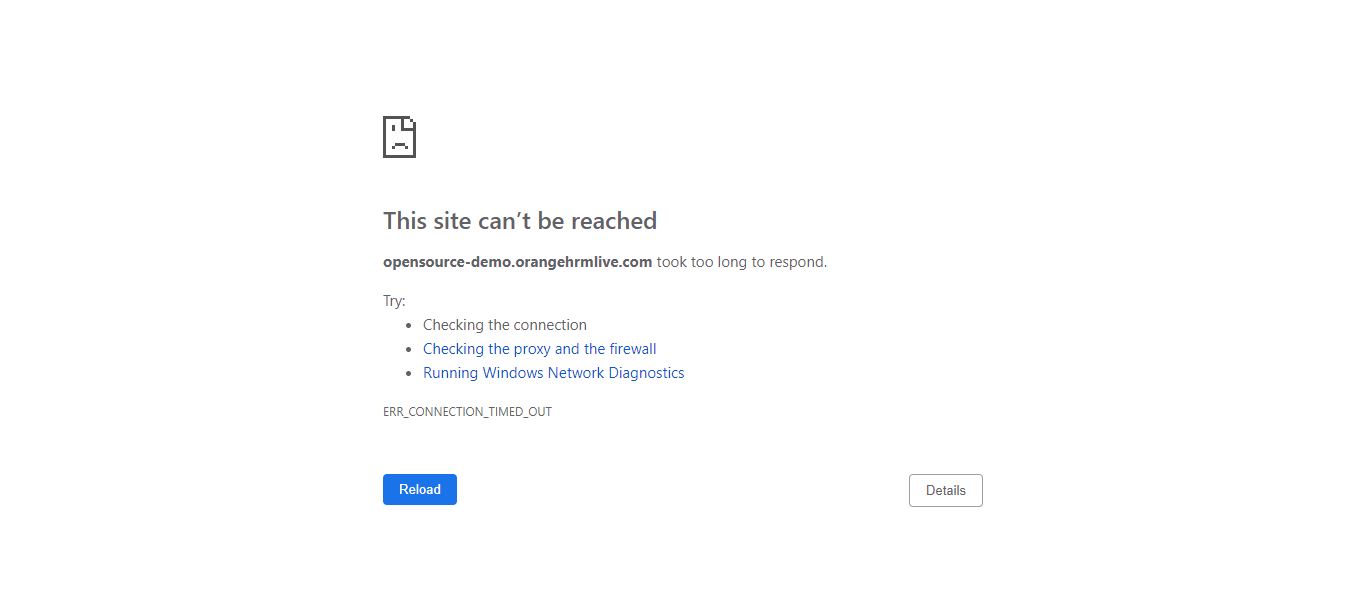 This site can’t be reached
opensource-demo.orangehrmlive.com took too long to respond.
Try:
Checking the connection
Checking the proxy and the firewall
Running Windows Network Diagnostics
ERR_CONNECTION_TIMED_OUT
Reload
Details